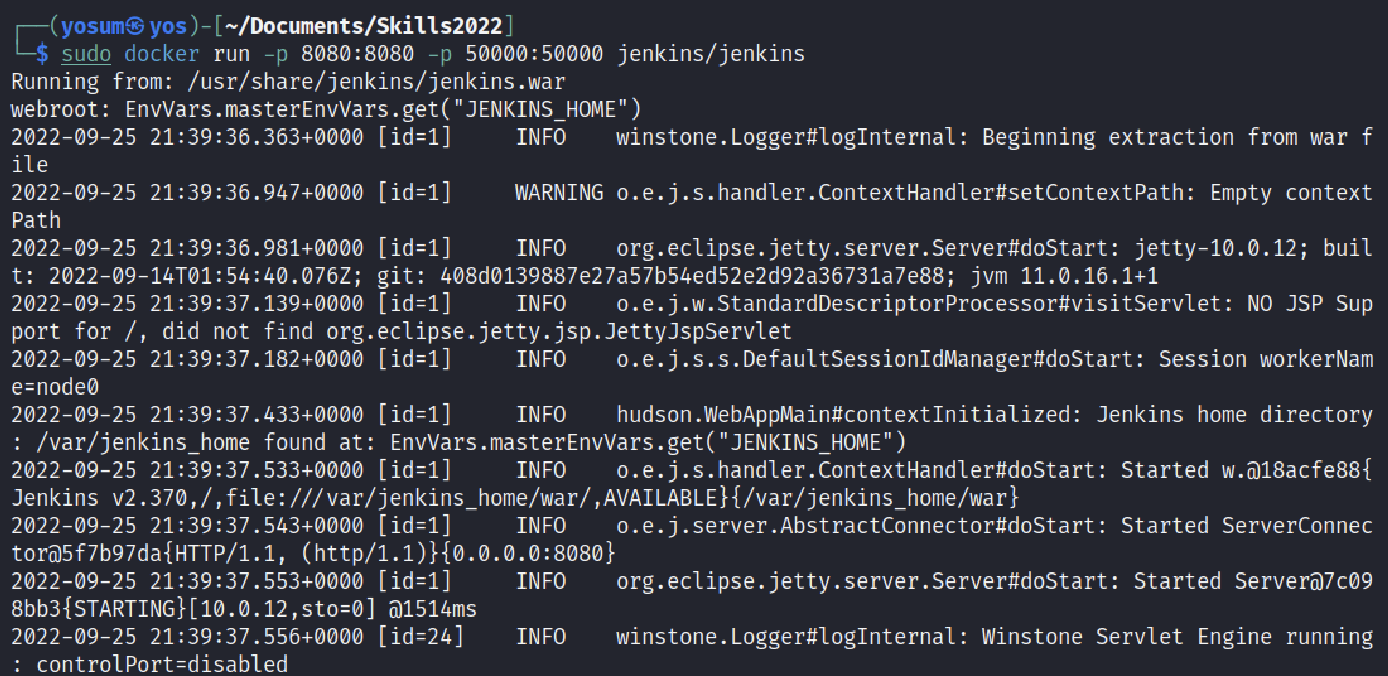 ┌──(yosum㉿yos)-[~/Documents/Skills2022]
└─$ sudo docker run -p 8080:8080 -p 50000:50000 jenkins/jenkins
Running from: /usr/share/jenkins/jenkins.war
webroot: EnvVars.masterEnvVars.get("JENKINS_HOME")
2022-09-25 21:39:36.363+0000 [id=1]     INFO    winstone.Logger#logInternal: Beginning extraction from war f
ile
2022-09-25 21:39:36.947+0000 [id=1]     WARNING o.e.j.s.handler.ContextHandler#setContextPath: Empty context
Path
2022-09-25 21:39:36.981+0000 [id=1]     INFO    org.eclipse.jetty.server.Server#doStart: jetty-10.0.12; buil
t: 2022-09-14T01:54:40.076Z; git: 408d0139887e27a57b54ed52e2d92a36731a7e88; jvm 11.0.16.1+1
2022-09-25 21:39:37.139+0000 [id=1]     INFO    o.e.j.w.StandardDescriptorProcessor#visitServlet: NO JSP Sup
port for /, did not find org.eclipse.jetty.jsp.JettyJspServlet
2022-09-25 21:39:37.182+0000 [id=1]     INFO    o.e.j.s.s.DefaultSessionIdManager#doStart: Session workerNam
e=node0
2022-09-25 21:39:37.433+0000 [id=1]     INFO    hudson.WebAppMain#contextInitialized: Jenkins home directory
: /var/jenkins_home found at: EnvVars.masterEnvVars.get("JENKINS_HOME")
2022-09-25 21:39:37.533+0000 [id=1]     INFO    o.e.j.s.handler.ContextHandler#doStart: Started w.@18acfe88{
Jenkins v2.370,/,file:///var/jenkins_home/war/,AVAILABLE}{/var/jenkins_home/war}
2022-09-25 21:39:37.543+0000 [id=1]     INFO    o.e.j.server.AbstractConnector#doStart: Started ServerConnec
tor@5f7b97da{HTTP/1.1, (http/1.1)}{0.0.0.0:8080}
2022-09-25 21:39:37.553+0000 [id=1]     INFO    org.eclipse.jetty.server.Server#doStart: Started Server@7c09
8bb3{STARTING}[10.0.12,sto=0] @1514ms
2022-09-25 21:39:37.556+0000 [id=24]    INFO    winstone.Logger#logInternal: Winstone Servlet Engine running
: controlPort=disabled